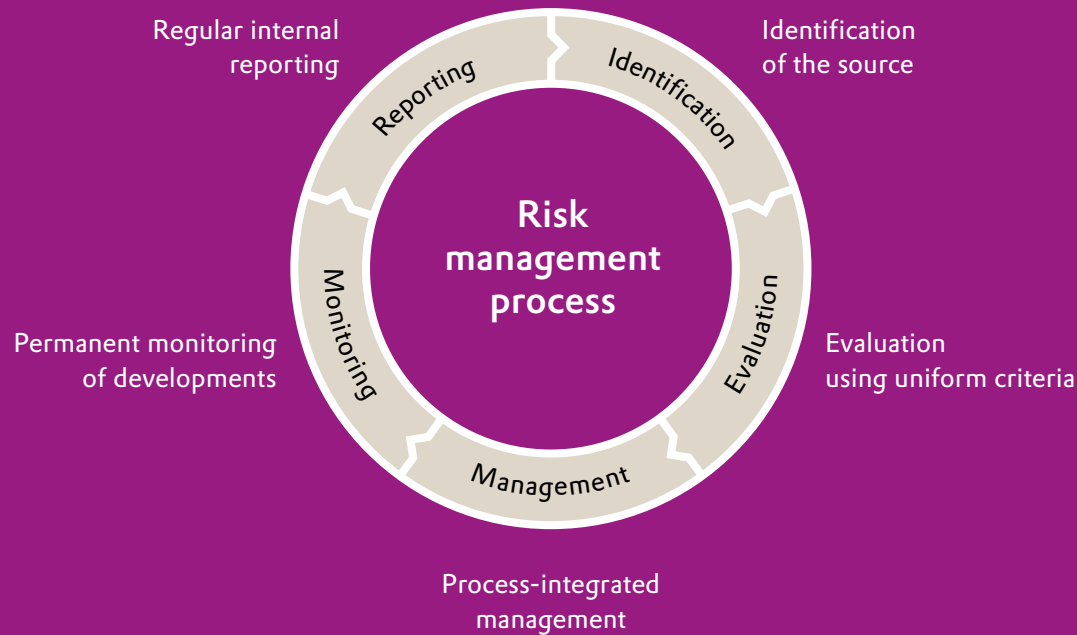 Regular internal
reporting
Identification
of the source
Reporting
Identification
Risk
management
process
Monitoring
Evaluation
Permanent monitoring
of developments
Evaluation
using uniform criteria
Management
Process-integrated
management